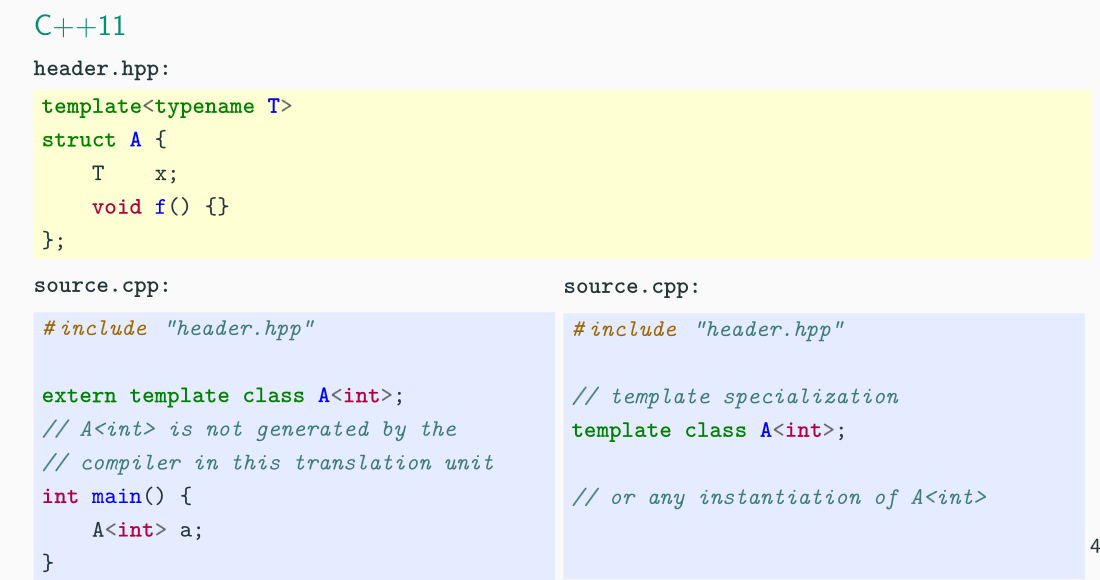 C++11
header.hpp:
template<typename T>
struct A {
    T    x;
    void f() {}
};
source.cpp:
#include "header.hpp"

extern template class A<int>;
// A<int> is not generated by the
// compiler in this translation unit
int main() {
    A<int> a;
}
source.cpp:
#include "header.hpp"

// template specialization
template class A<int>;

// or any instantiation of A<int>
4